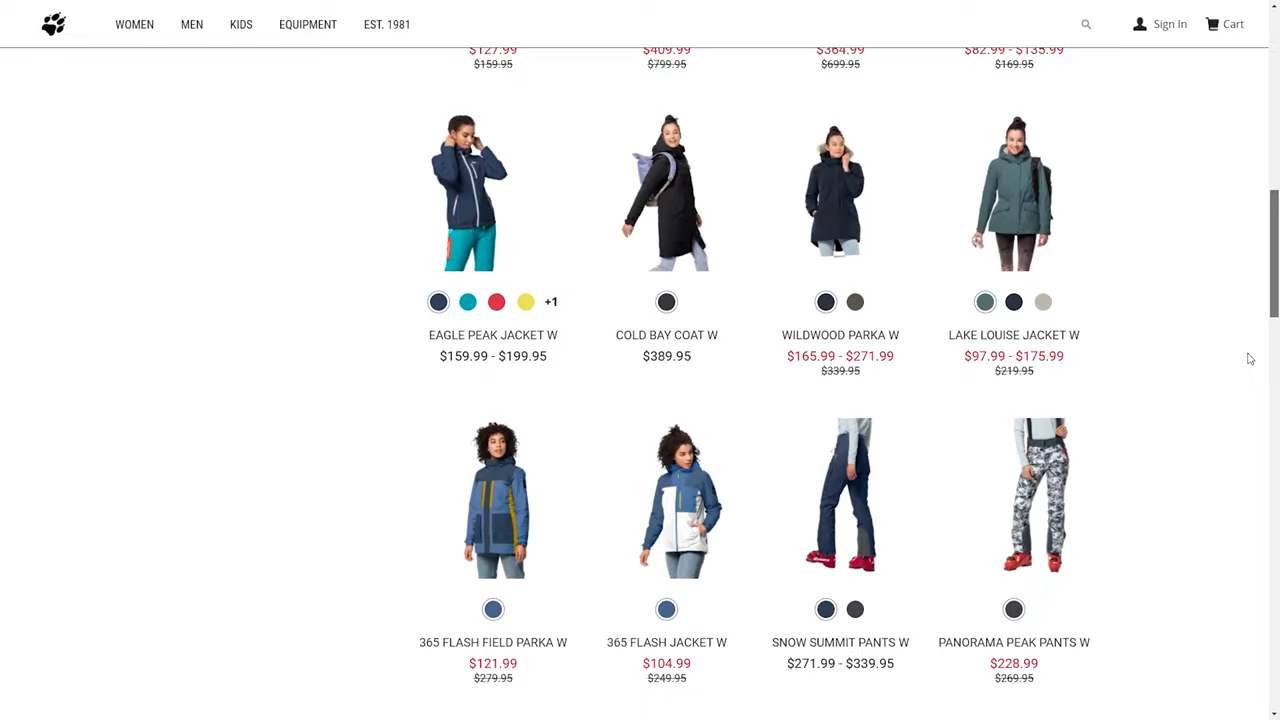 WOMEN MEN KIDS EQUIPMENT EST. 1981 Sign In Cart
$127.99 $409.99 $364.99 $82.99 - $135.99
$159.95 $799.95 $699.95 $169.95
+1
EAGLE PEAK JACKET W COLD BAY COAT W WILDWOOD PARKA W LAKE LOUISE JACKET W
$159.99 - $199.95 $389.95 $165.99 - $271.99 $97.99 - $175.99
$339.95 $219.95
365 FLASH FIELD PARKA W 365 FLASH JACKET W SNOW SUMMIT PANTS W PANORAMA PEAK PANTS W
$121.99 $104.99 $271.99 - $339.95 $228.99
$279.95 $249.95 $269.95